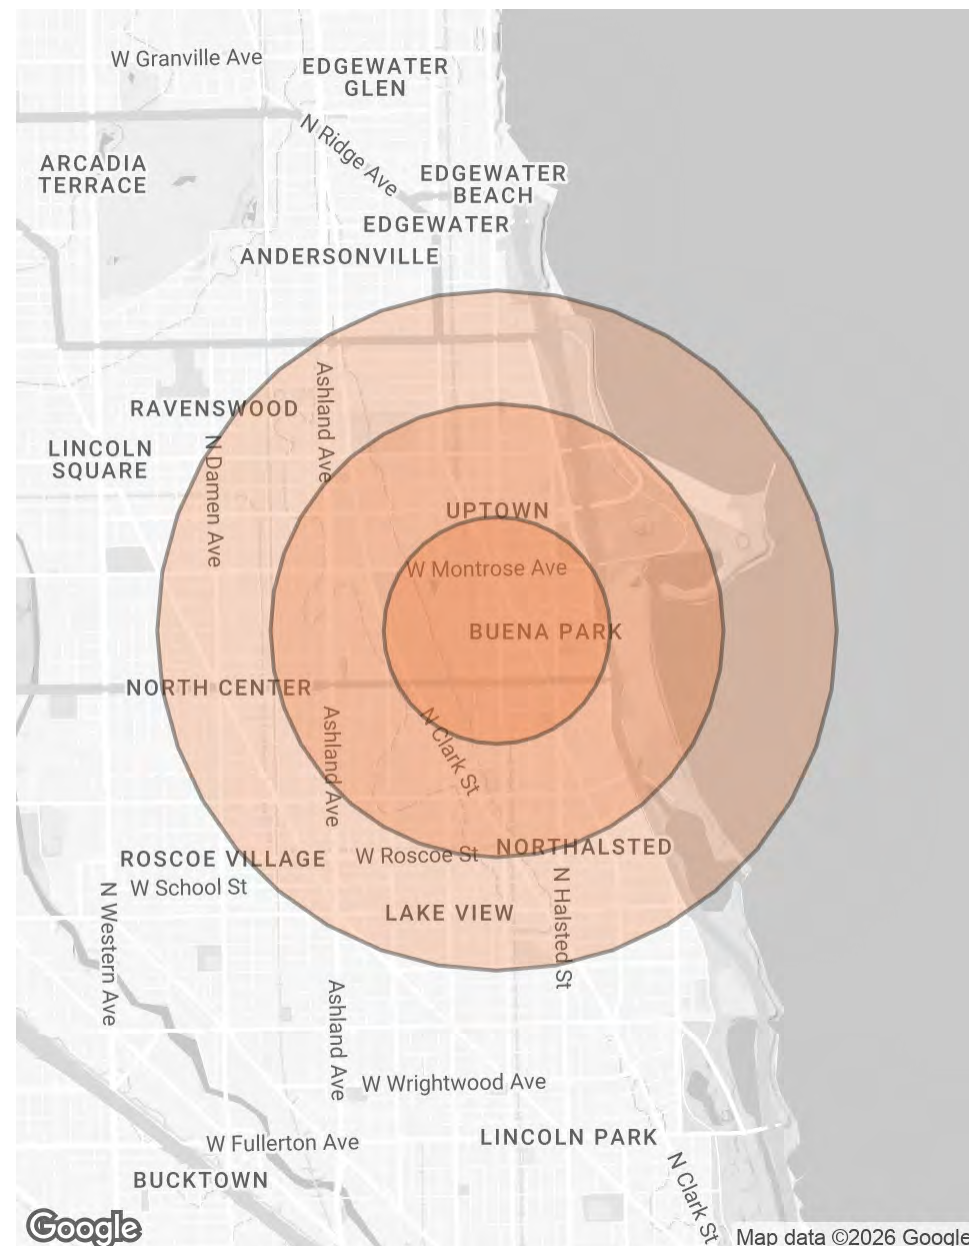 W Granville Ave
EDGEWATER
GLEN
N Ridge Ave
ARCADIA
TERRACE
EDGEWATER
BEACH
EDGEWATER
ANDERSONVILLE
Ashland Ave
RAVENSWOOD
LINCOLN
SQUARE
N Damen Ave
UPTOWN
W Montrose Ave
BUENA PARK
NORTH CENTER
Ashland Ave
N Clark St
W Roscoe St
NORTHALSTED
ROSCOE VILLAGE
W School St
N Western Ave
LAKE VIEW
N Halsted St
Ashland Ave
W Wrightwood Ave
LINCOLN PARK
W Fullerton Ave
BUCKTOWN
N Clark St
Google
Map data ©2026 Google